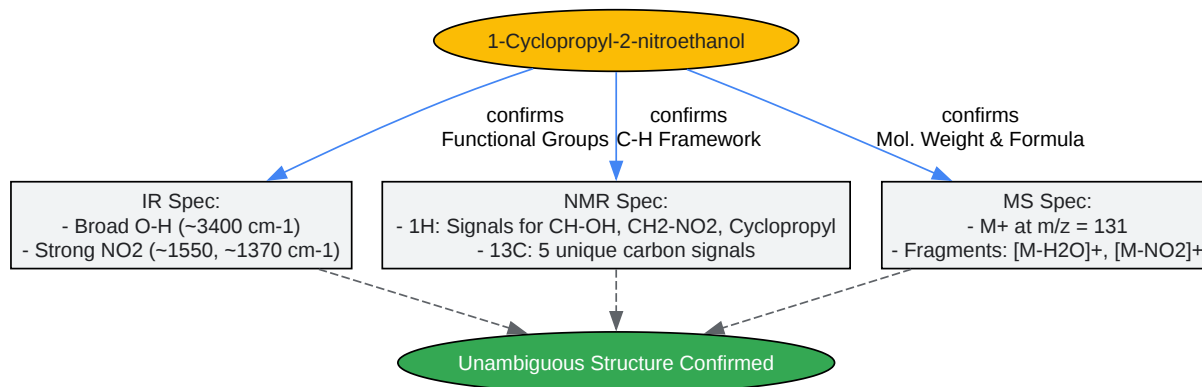 1-Cyclopropyl-2-nitroethanol
confirms
Functional Groups
confirms
C-H Framework
confirms
Mol. Weight & Formula
IR Spec:
- Broad O-H (~3400 cm-1)
- Strong NO2 (~1550, ~1370 cm-1)
NMR Spec:
- 1H: Signals for CH-OH, CH2-NO2, Cyclopropyl
- 13C: 5 unique carbon signals
MS Spec:
- M+ at m/z = 131
- Fragments: [M-H2O]+, [M-NO2]+
Unambiguous Structure Confirmed